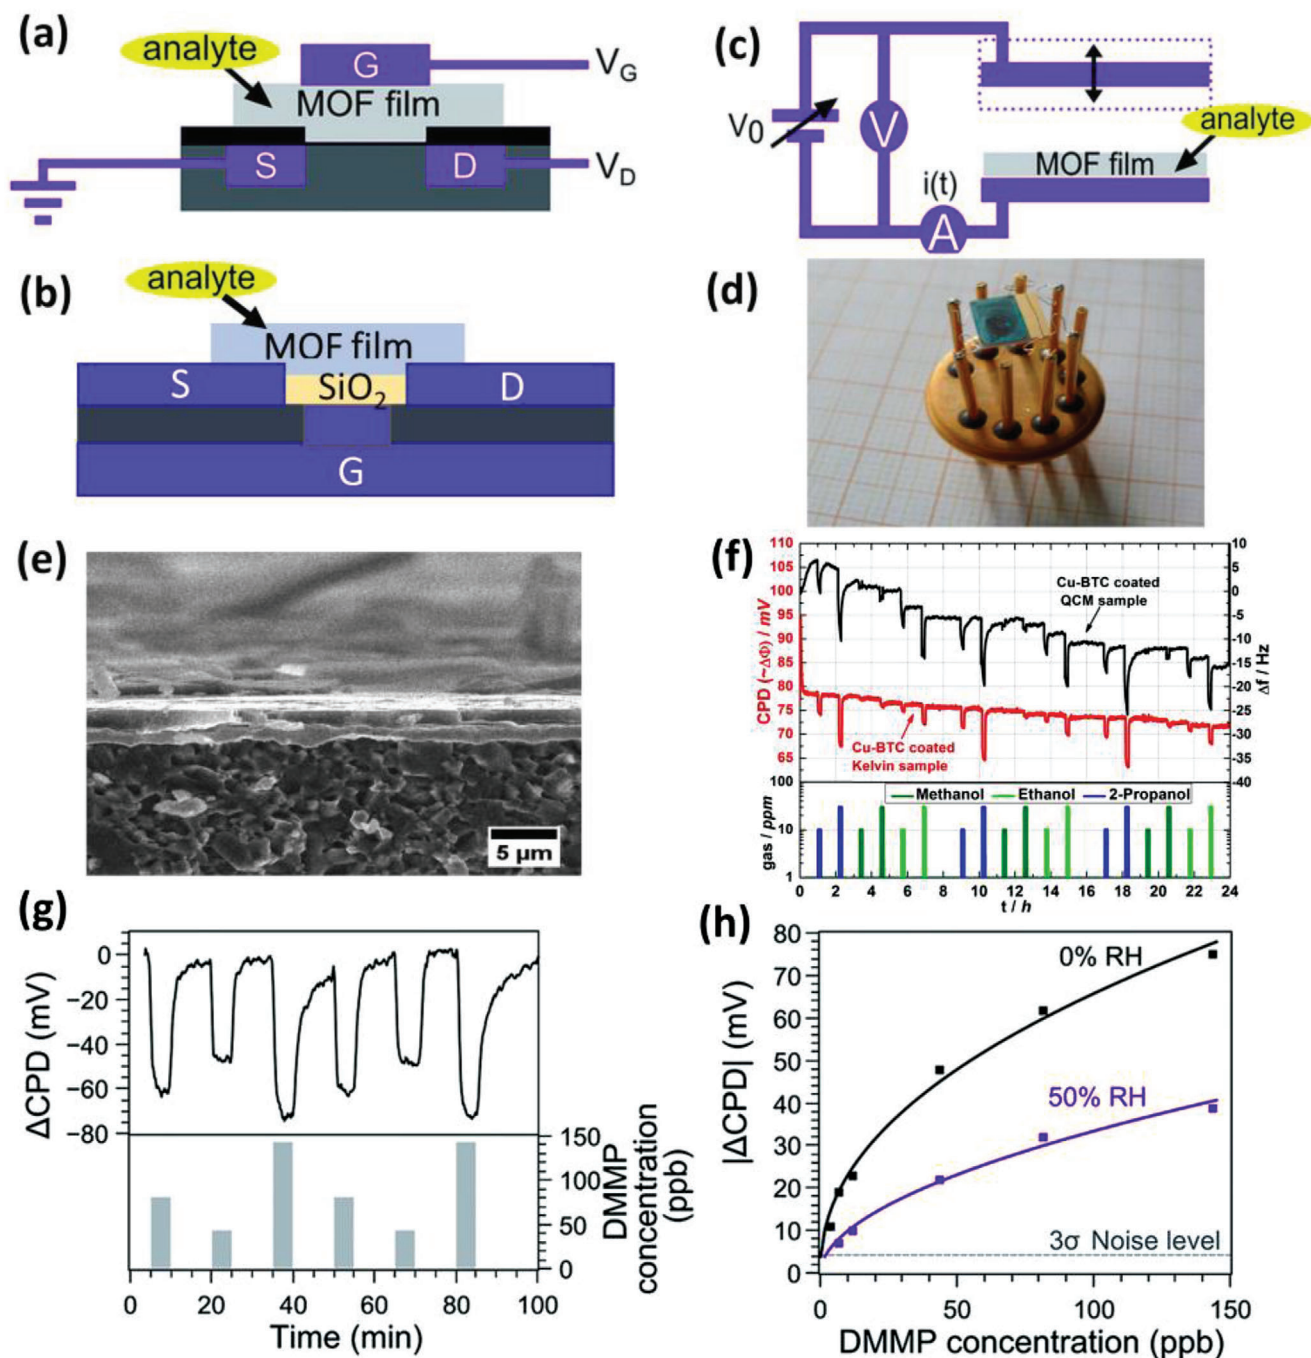 (a)
analyte
G
V_G
MOF film
S
D
V_D
(b)
analyte
MOF film
S
SiO₂
D
G
(c)
V0
V
analyte
MOF film
i(t)
A
(d)
(e)
5 µm
(f)
110
105
100
95
90
85
80
75
70
65
CPD (~ΔΦ) / mV
10
5
0
-5
-10
-15
-20
-25
-30
-35
-40
Δf / Hz
Cu-BTC coated
QCM sample
Cu-BTC coated
Kelvin sample
100
10
1
gas / ppm
Methanol Ethanol 2-Propanol
0 2 4 6 8 10 12 14 16 18 20 22 24
t / h
(g)
0
−20
−40
−60
−80
ΔCPD (mV)
150
100
50
0
DMMP
concentration
(ppb)
0 20 40 60 80 100
Time (min)
(h)
80
70
60
50
40
30
20
10
0
|ΔCPD| (mV)
0% RH
50% RH
3σ Noise level
0 50 100 150
DMMP concentration (ppb)